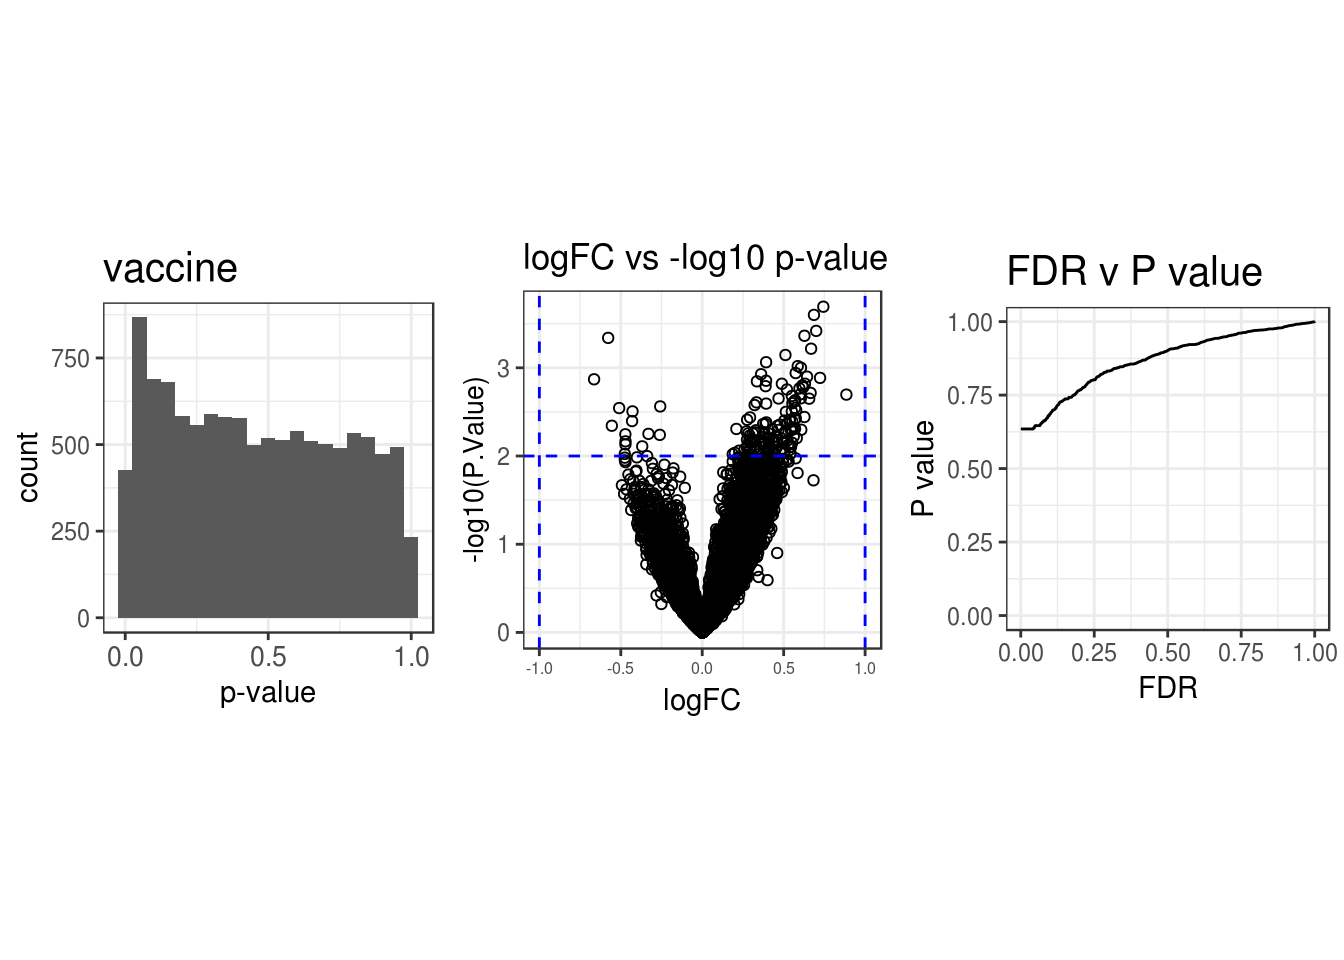 vaccine
count
750
500
250
0
0.0 0.5 1.0
p-value
logFC vs -log10 p-value
-log10(P.Value)
3
2
1
0
-1.0 -0.5 0.0 0.5 1.0
logFC
FDR v P value
P value
1.00
0.75
0.50
0.25
0.00
0.00 0.25 0.50 0.75 1.00
FDR